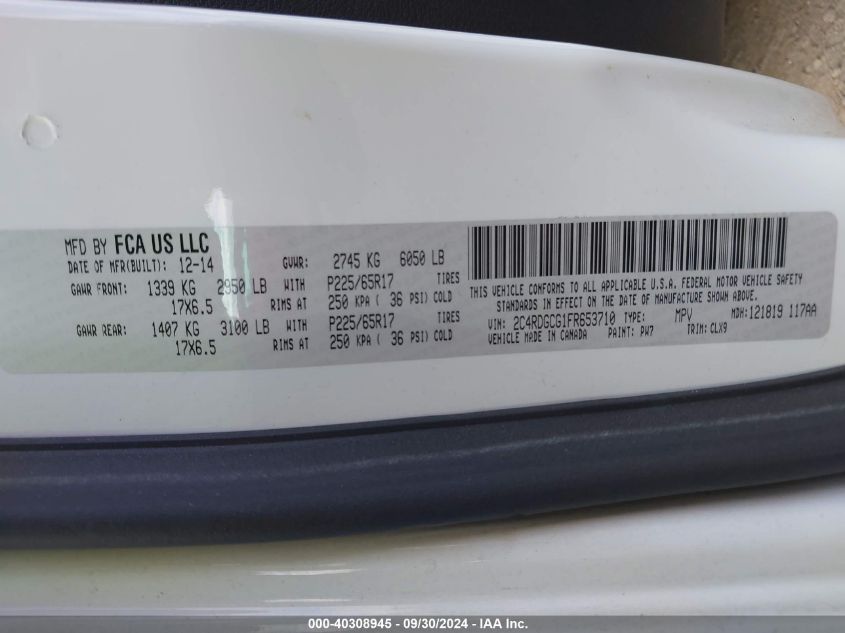 MFD BY FCA US LLC
DATE OF MFR(BUILT): 12-14 GVWR: 2745 KG 6050 LB
GAWR FRONT: 1339 KG 2950 LB WITH P225/65R17 TIRES
17X6.5 RIMS AT 250 KPA ( 36 PSI) COLD
GAWR REAR: 1407 KG 3100 LB WITH P225/65R17 TIRES
17X6.5 RIMS AT 250 KPA ( 36 PSI) COLD
THIS VEHICLE CONFORMS TO ALL APPLICABLE U.S.A. FEDERAL MOTOR VEHICLE SAFETY
STANDARDS IN EFFECT ON THE DATE OF MANUFACTURE SHOWN ABOVE.
VIN: 2C4RDGCG1FR653710 TYPE: MPV MDH:121819 117AA
VEHICLE MADE IN CANADA PAINT: PW7 TRIM: CLX9
000-40308945 - 09/30/2024 - IAA Inc.